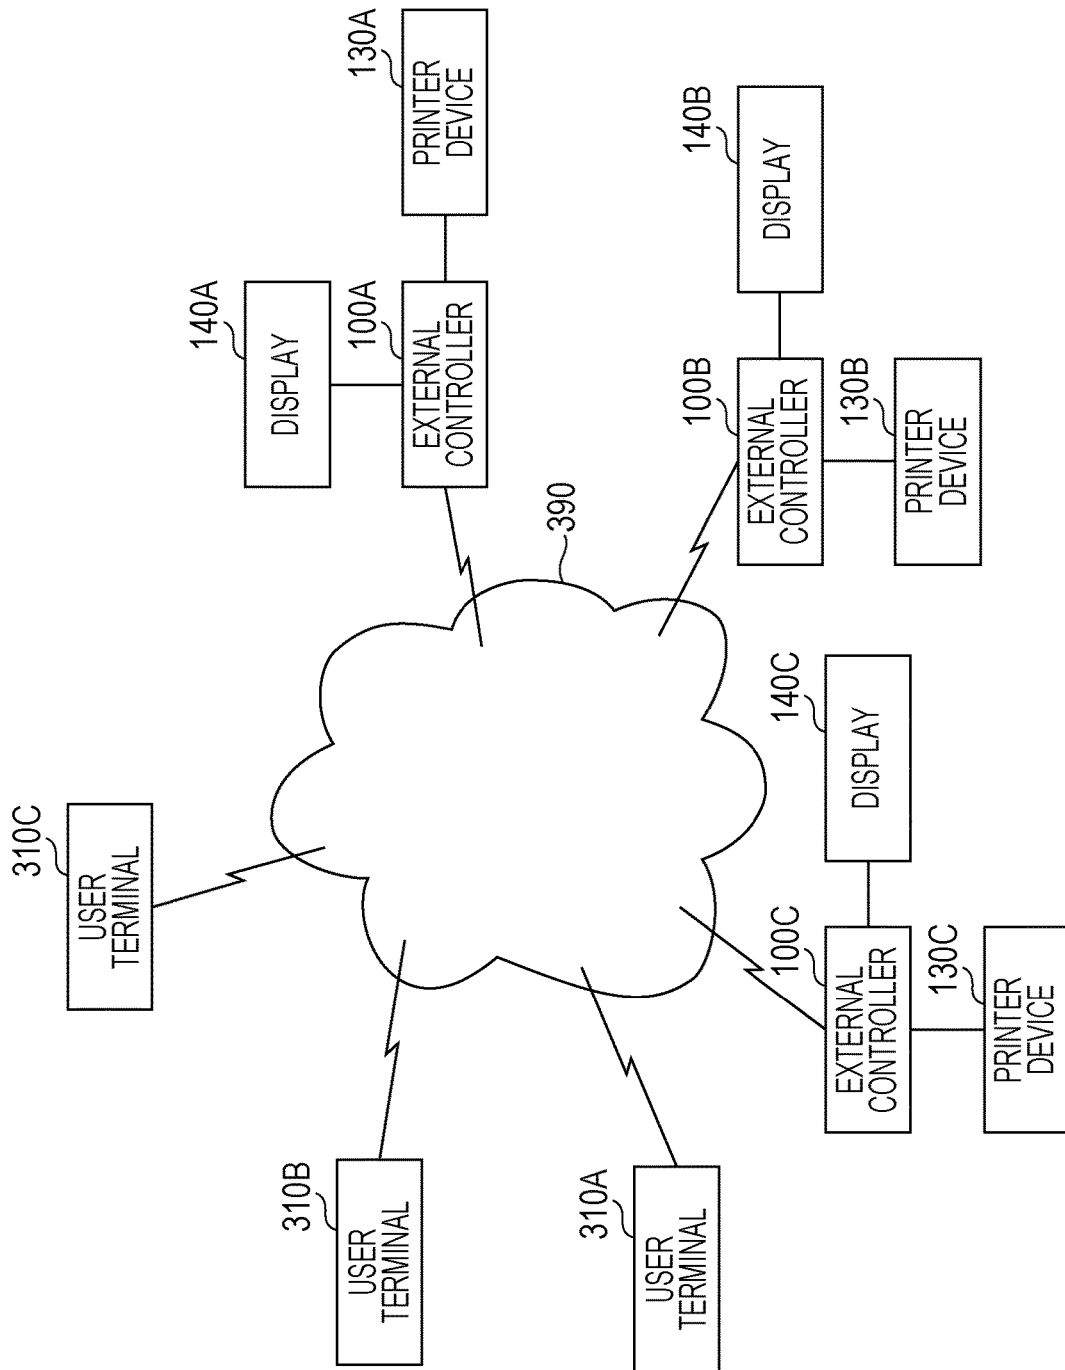 310C
USER
TERMINAL
310B
USER
TERMINAL
310A
USER
TERMINAL
390
140A
DISPLAY
100A
EXTERNAL
CONTROLLER
130A
PRINTER
DEVICE
140B
DISPLAY
100B
EXTERNAL
CONTROLLER
130B
PRINTER
DEVICE
140C
DISPLAY
100C
EXTERNAL
CONTROLLER
130C
PRINTER
DEVICE